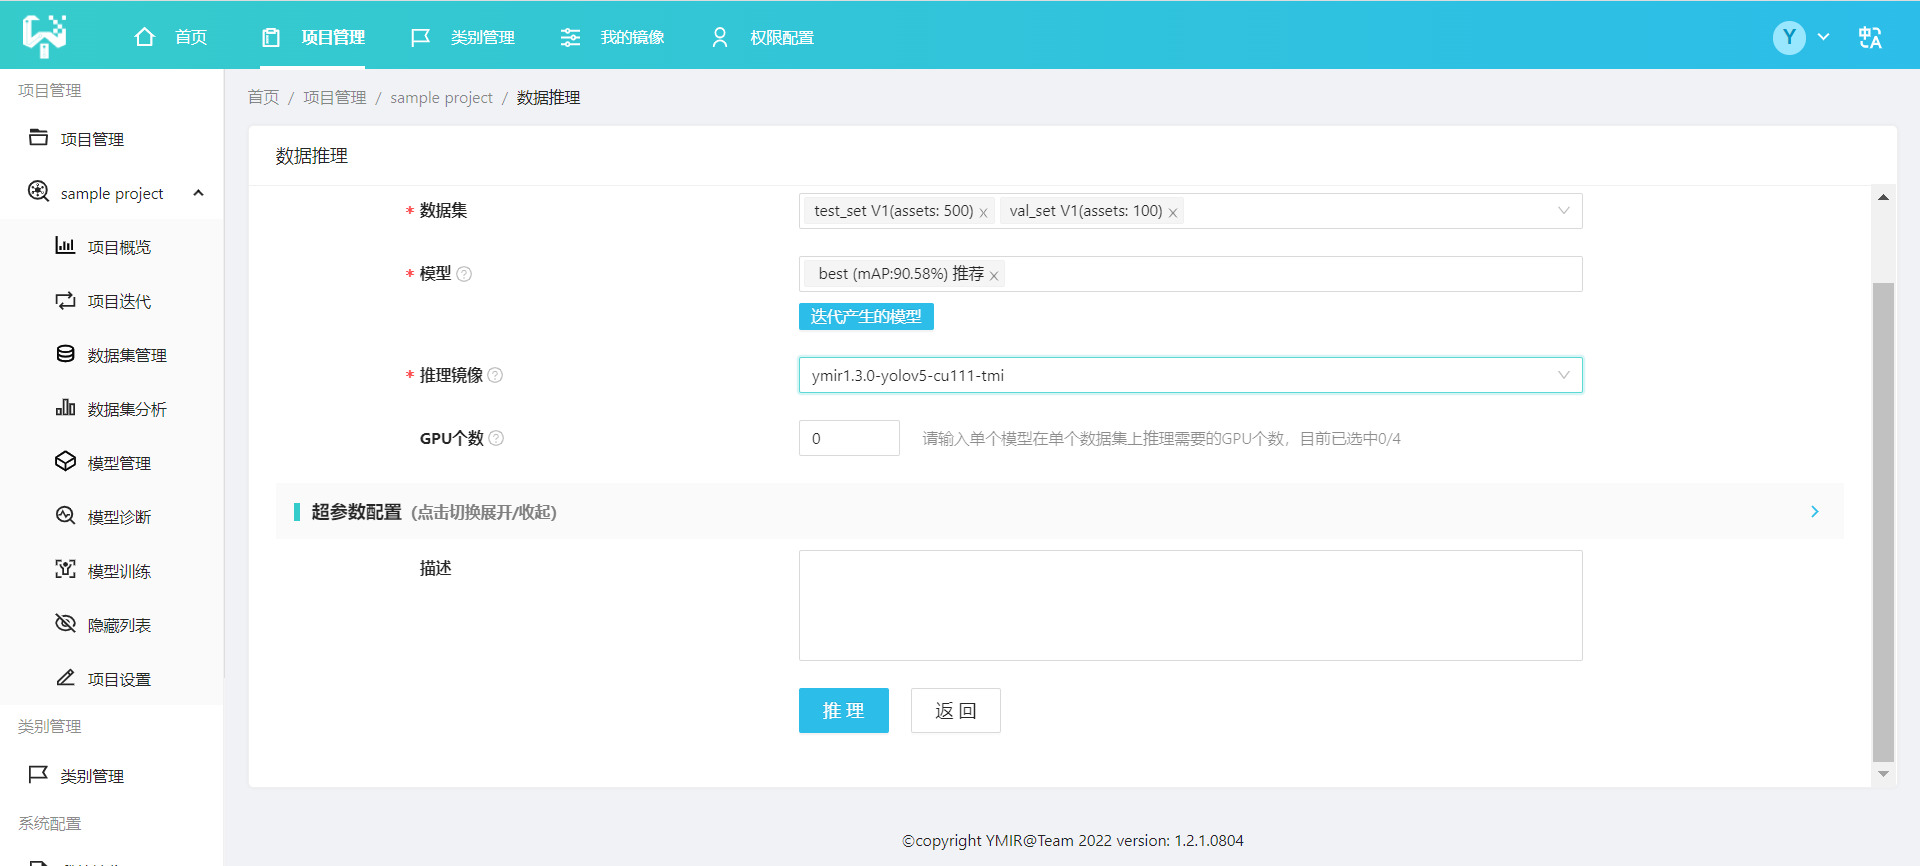 首页 项目管理 类别管理 我的镜像 权限配置 Y
项目管理
项目管理
sample project
项目概览
项目迭代
数据集管理
数据集分析
模型管理
模型诊断
模型训练
隐藏列表
项目设置
类别管理
类别管理
系统配置
首页 / 项目管理 / sample project / 数据推理
数据推理
* 数据集 test_set V1(assets: 500) x val_set V1(assets: 100) x
* 模型 ? best (mAP:90.58%) 推荐 x
迭代产生的模型
* 推理镜像 ? ymir1.3.0-yolov5-cu111-tmi
GPU个数 ? 0 请输入单个模型在单个数据集上推理需要的GPU个数，目前已选中0/4
超参数配置 (点击切换展开/收起)
描述
推 理 返 回
©copyright YMIR@Team 2022 version: 1.2.1.0804